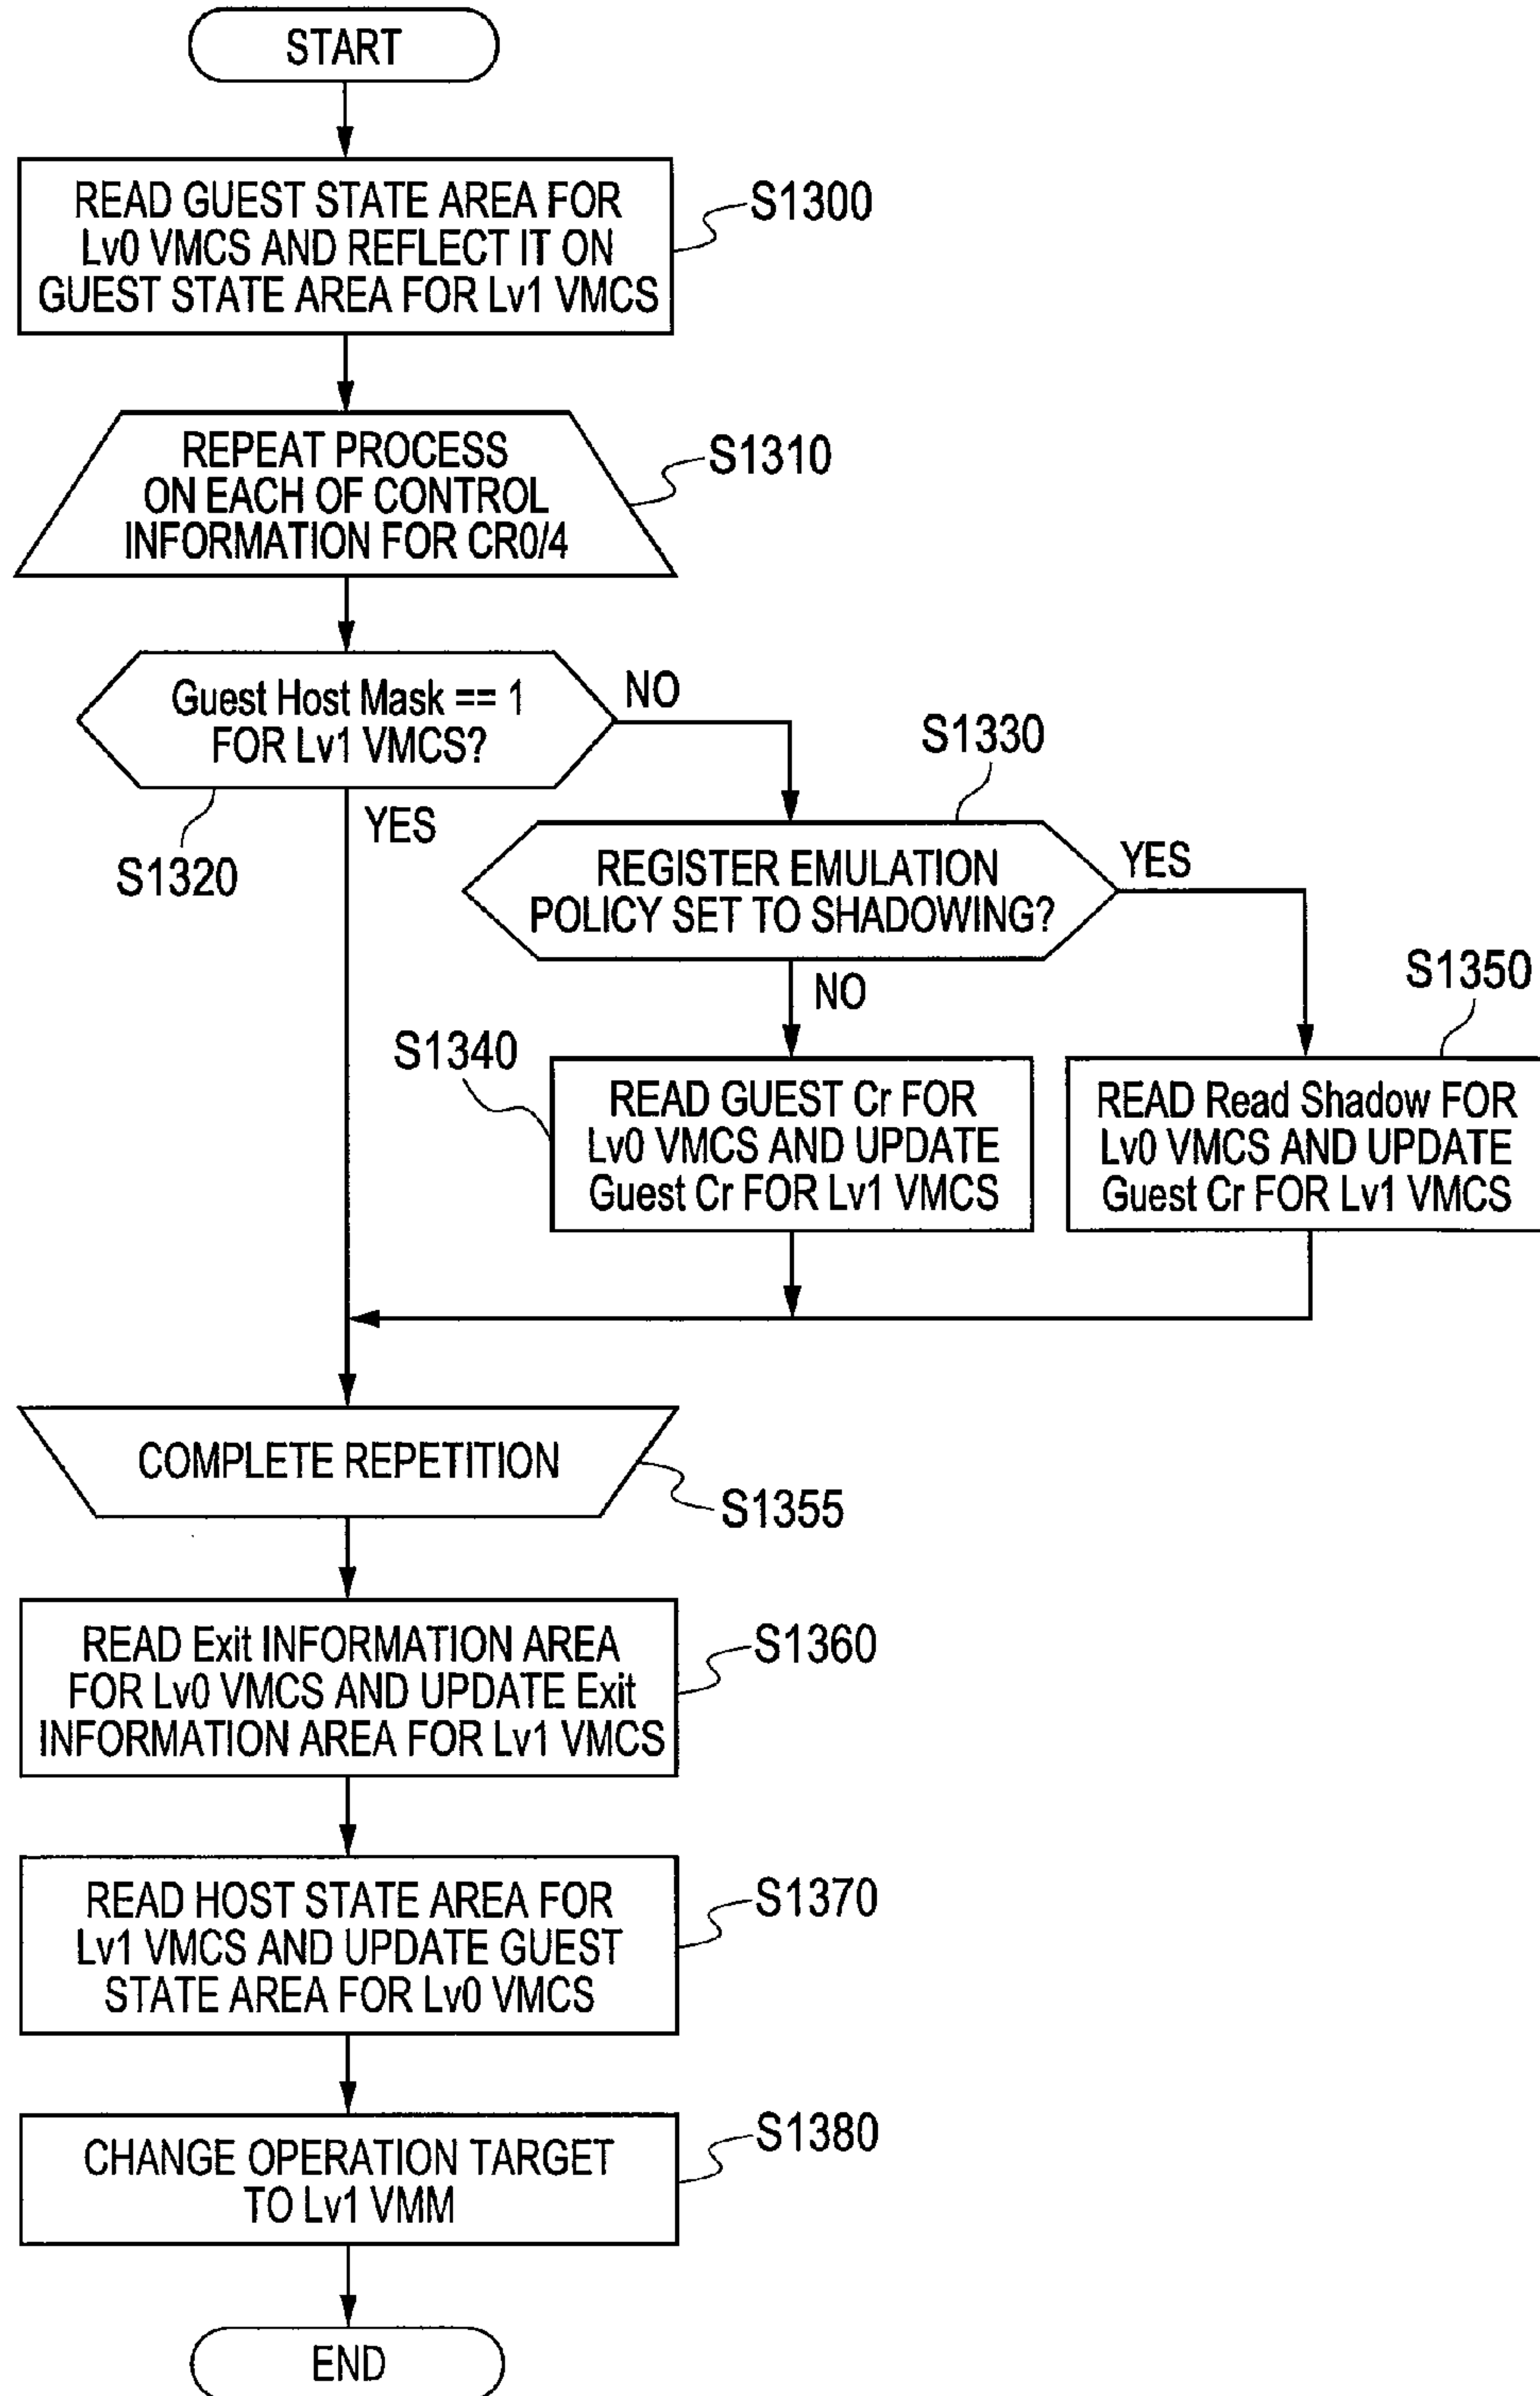 START
READ GUEST STATE AREA FOR
Lv0 VMCS AND REFLECT IT ON
GUEST STATE AREA FOR Lv1 VMCS
S1300
REPEAT PROCESS
ON EACH OF CONTROL
INFORMATION FOR CR0/4
S1310
Guest Host Mask == 1
FOR Lv1 VMCS?
NO
YES
S1320
S1330
REGISTER EMULATION
POLICY SET TO SHADOWING?
YES
NO
S1340
READ GUEST Cr FOR
Lv0 VMCS AND UPDATE
Guest Cr FOR Lv1 VMCS
S1350
READ Read Shadow FOR
Lv0 VMCS AND UPDATE
Guest Cr FOR Lv1 VMCS
COMPLETE REPETITION
S1355
READ Exit INFORMATION AREA
FOR Lv0 VMCS AND UPDATE Exit
INFORMATION AREA FOR Lv1 VMCS
S1360
READ HOST STATE AREA FOR
Lv1 VMCS AND UPDATE GUEST
STATE AREA FOR Lv0 VMCS
S1370
CHANGE OPERATION TARGET
TO Lv1 VMM
S1380
END